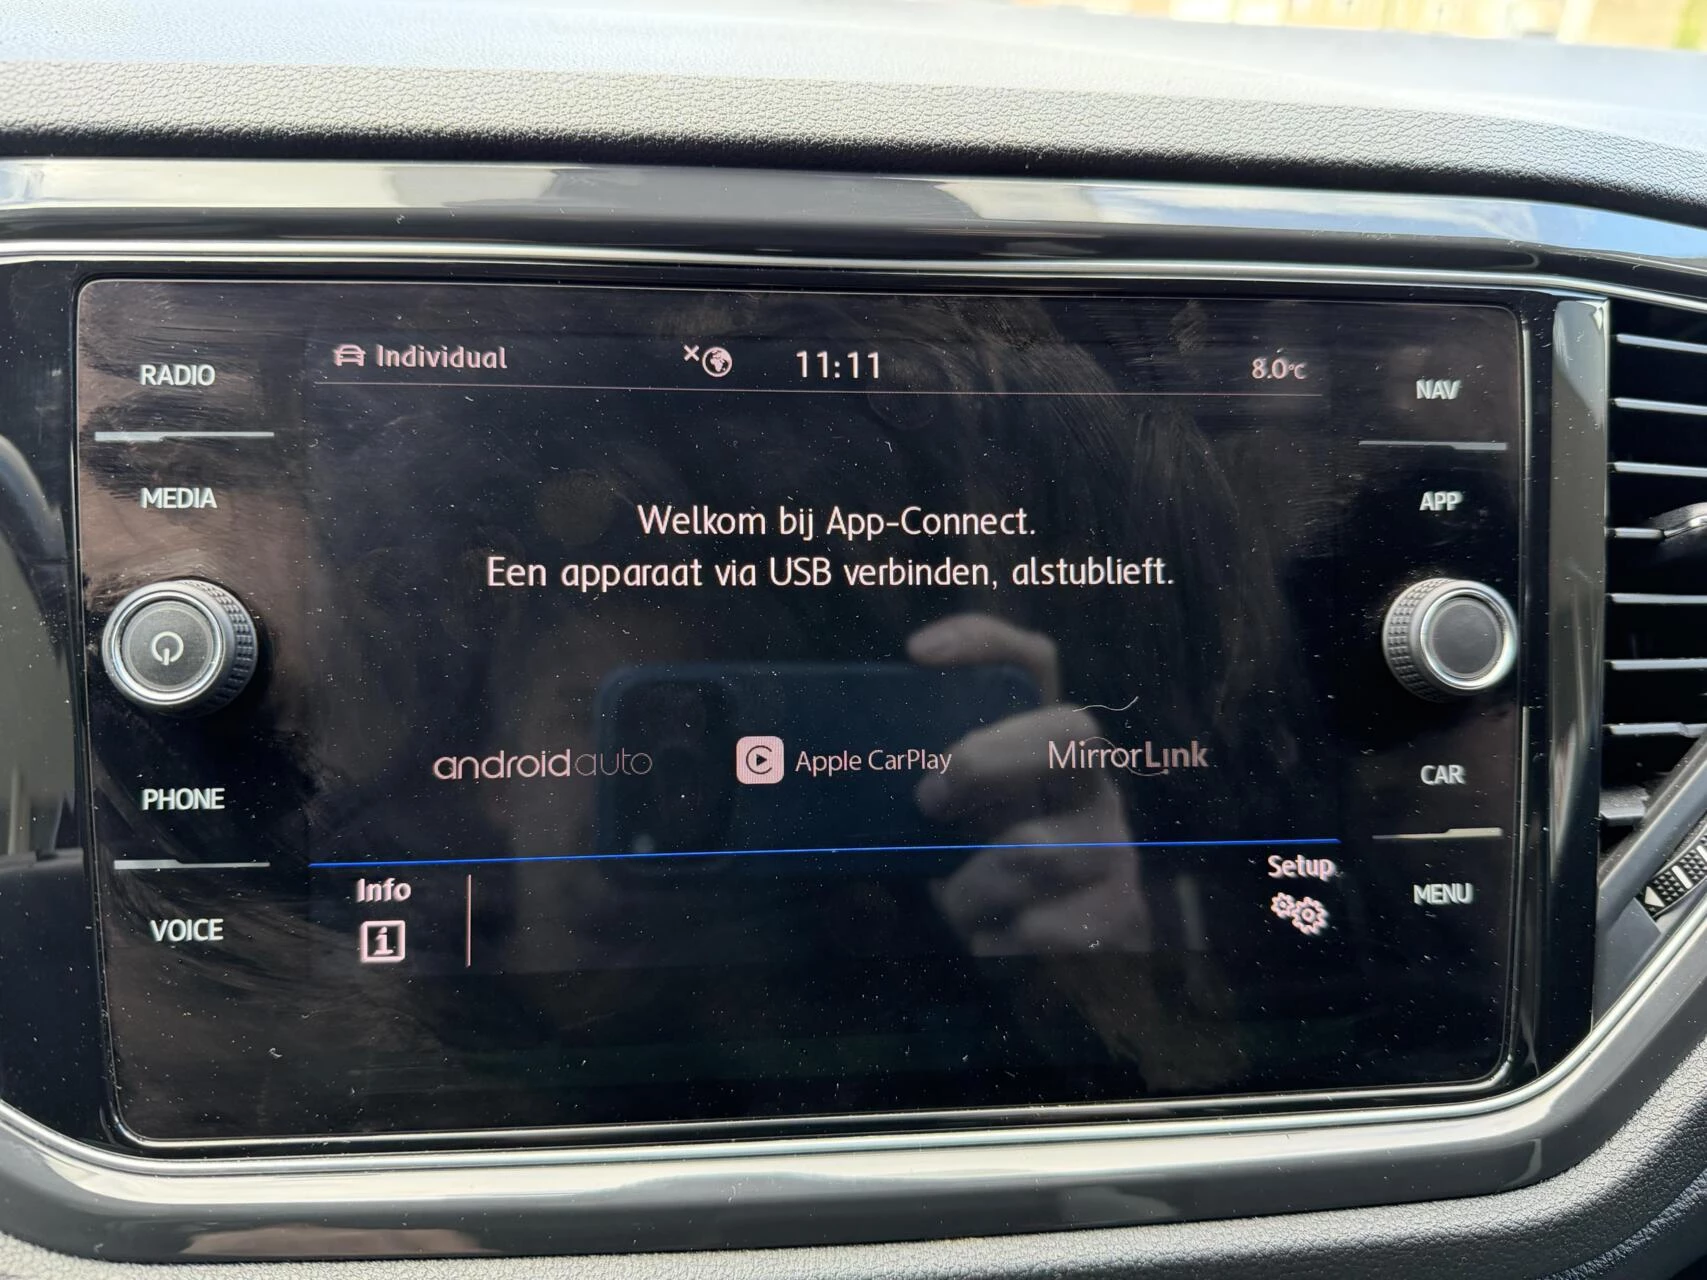 RADIO
MEDIA
PHONE
VOICE
Individual
11:11
8.0°C
Welkom bij App-Connect.
Een apparaat via USB verbinden, alstublieft.
androidauto
Apple CarPlay
MirrorLink
Info
i
Setup
NAV
APP
CAR
MENU